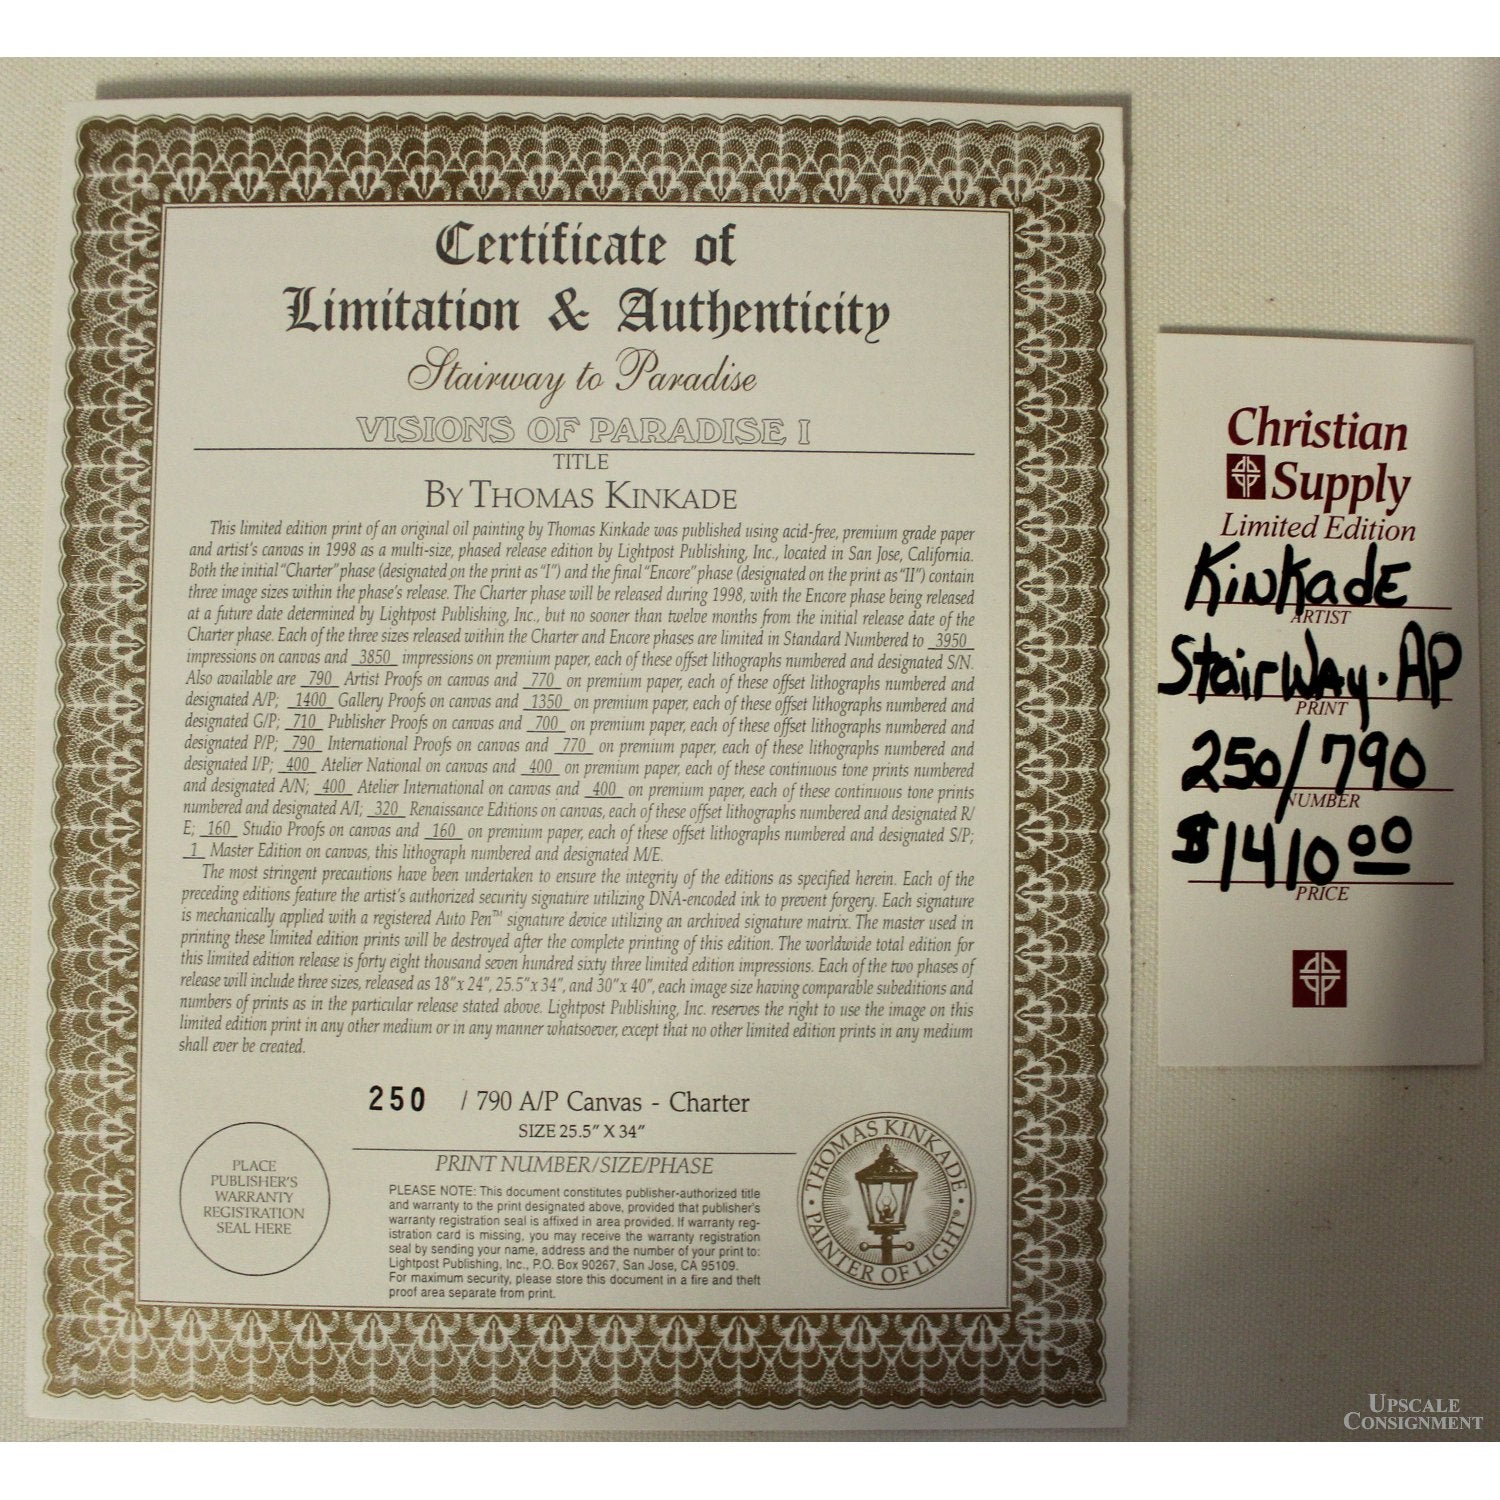 Certificate of
Limitation & Authenticity
Stairway to Paradise
VISIONS OF PARADISE I
TITLE
BY THOMAS KINKADE
This limited edition print of an original oil painting by Thomas Kinkade was published using acid-free, premium grade paper
and artist's canvas in 1998 as a multi-size, phased release edition by Lightpost Publishing, Inc., located in San Jose, California.
Both the initial "Charter" phase (designated on the print as "I") and the final "Encore" phase (designated on the print as "II") contain
three image sizes within the phase's release. The Charter phase will be released during 1998, with the Encore phase being released
at a future date determined by Lightpost Publishing, Inc., but no sooner than twelve months from the initial release date of the
Charter phase. Each of the three sizes released within the Charter and Encore phases are limited in Standard Numbered to 3950
impressions on canvas and 3850 impressions on premium paper, each of these offset lithographs numbered and designated S/N.
Also available are 790 Artist Proofs on canvas and 770 on premium paper, each of these offset lithographs numbered and
designated A/P; 1400 Gallery Proofs on canvas and 1350 on premium paper, each of these offset lithographs numbered and
designated G/P; 710 Publisher Proofs on canvas and 700 on premium paper, each of these offset lithographs numbered and
designated P/P; 790 International Proofs on canvas and 770 on premium paper, each of these lithographs numbered and
designated I/P; 400 Atelier National on canvas and 400 on premium paper, each of these continuous tone prints numbered
and designated A/N; 400 Atelier International on canvas and 400 on premium paper, each of these continuous tone prints
numbered and designated A/I; 320 Renaissance Editions on canvas, each of these offset lithographs numbered and designated R/
E; 160 Studio Proofs on canvas and 160 on premium paper, each of these offset lithographs numbered and designated S/P;
1 Master Edition on canvas, this lithograph numbered and designated M/E.
The most stringent precautions have been undertaken to ensure the integrity of the editions as specified herein. Each of the
preceding editions feature the artist's authorized security signature utilizing DNA-encoded ink to prevent forgery. Each signature
is mechanically applied with a registered Auto Pen™ signature device utilizing an archived signature matrix. The master used in
printing these limited edition prints will be destroyed after the complete printing of this edition. The worldwide total edition for
this limited edition release is forty eight thousand seven hundred sixty three limited edition impressions. Each of the two phases of
release will include three sizes, released as 18"x 24", 25.5"x 34", and 30"x 40", each image size having comparable subeditions and
numbers of prints as in the particular release stated above. Lightpost Publishing, Inc. reserves the right to use the image on this
limited edition print in any other medium or in any manner whatsoever, except that no other limited edition prints in any medium
shall ever be created.
250 / 790 A/P Canvas - Charter
SIZE 25.5" X 34"
PRINT NUMBER/SIZE/PHASE
PLACE
PUBLISHER'S
WARRANTY
REGISTRATION
SEAL HERE
PLEASE NOTE: This document constitutes publisher-authorized title
and warranty to the print designated above, provided that publisher's
warranty registration seal is affixed in area provided. If warranty reg-
istration card is missing, you may receive the warranty registration
seal by sending your name, address and the number of your print to:
Lightpost Publishing, Inc., P.O. Box 90267, San Jose, CA 95109.
For maximum security, please store this document in a fire and theft
proof area separate from print.
THOMAS KINKADE
PAINTER OF LIGHT®
Christian
Supply
Limited Edition
KinKadE
ARTIST
StairWay. AP
PRINT
250/790
NUMBER
$1410 00
PRICE
UPSCALE
CONSIGNMENT